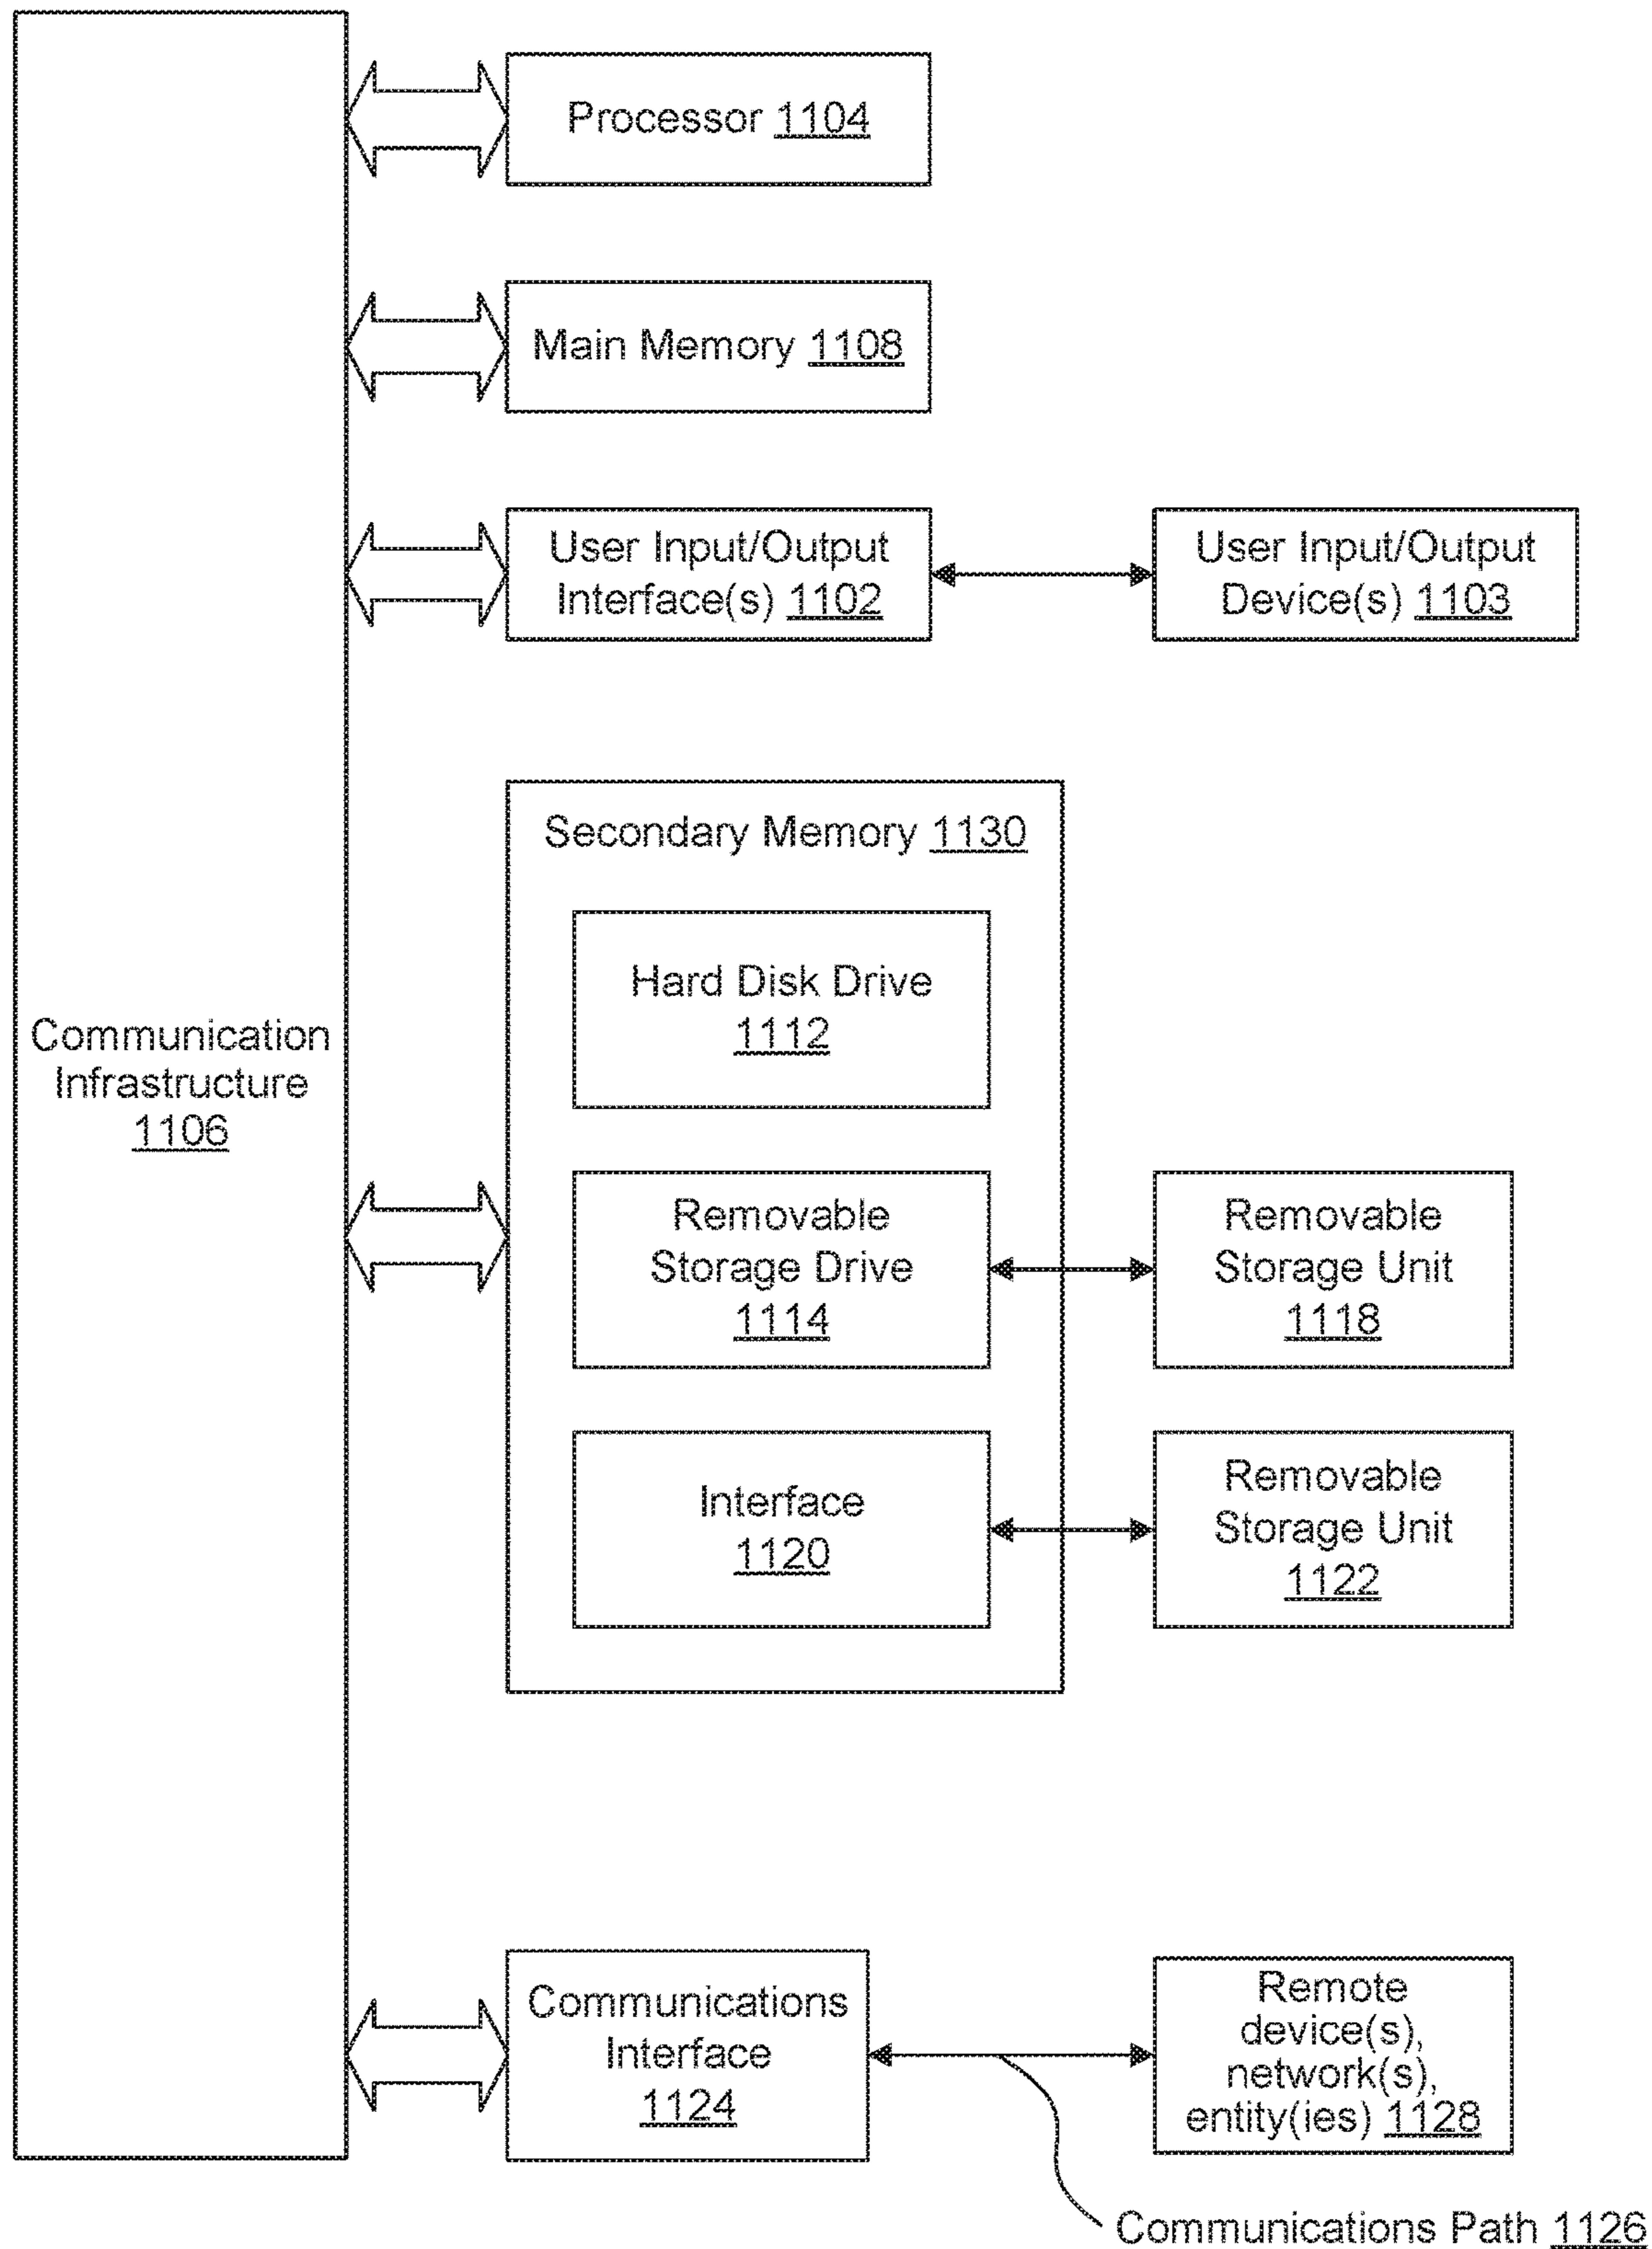 Processor 1104
Main Memory 1108
User Input/Output
Interface(s) 1102
User Input/Output
Device(s) 1103
Secondary Memory 1130
Hard Disk Drive
1112
Communication
Infrastructure
1106
Removable
Storage Drive
1114
Removable
Storage Unit
1118
Interface
1120
Removable
Storage Unit
1122
Communications
Interface
1124
Remote
device(s),
network(s),
entity(ies) 1128
Communications Path 1126